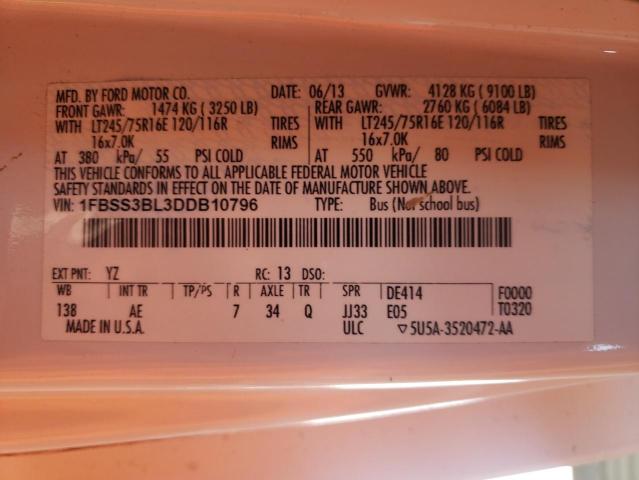 MFD. BY FORD MOTOR CO. DATE: 06/13 GVWR: 4128 KG ( 9100 LB)
FRONT GAWR: 1474 KG ( 3250 LB) REAR GAWR: 2760 KG ( 6084 LB)
WITH LT245/75R16E 120/116R TIRES WITH LT245/75R16E 120/116R TIRES
16x7.0K RIMS 16x7.0K RIMS
AT 380 kPa/ 55 PSI COLD AT 550 kPa/ 80 PSI COLD
THIS VEHICLE CONFORMS TO ALL APPLICABLE FEDERAL MOTOR VEHICLE
SAFETY STANDARDS IN EFFECT ON THE DATE OF MANUFACTURE SHOWN ABOVE.
VIN: 1FBSS3BL3DDB10796 TYPE: Bus (Not school bus)
EXT PNT: YZ RC: 13 DSO:
WB INT TR TP/PS R AXLE TR SPR DE414 F0000
138 AE 7 34 Q JJ33 E05 T0320
MADE IN U.S.A. ULC ▽5U5A-3520472-AA